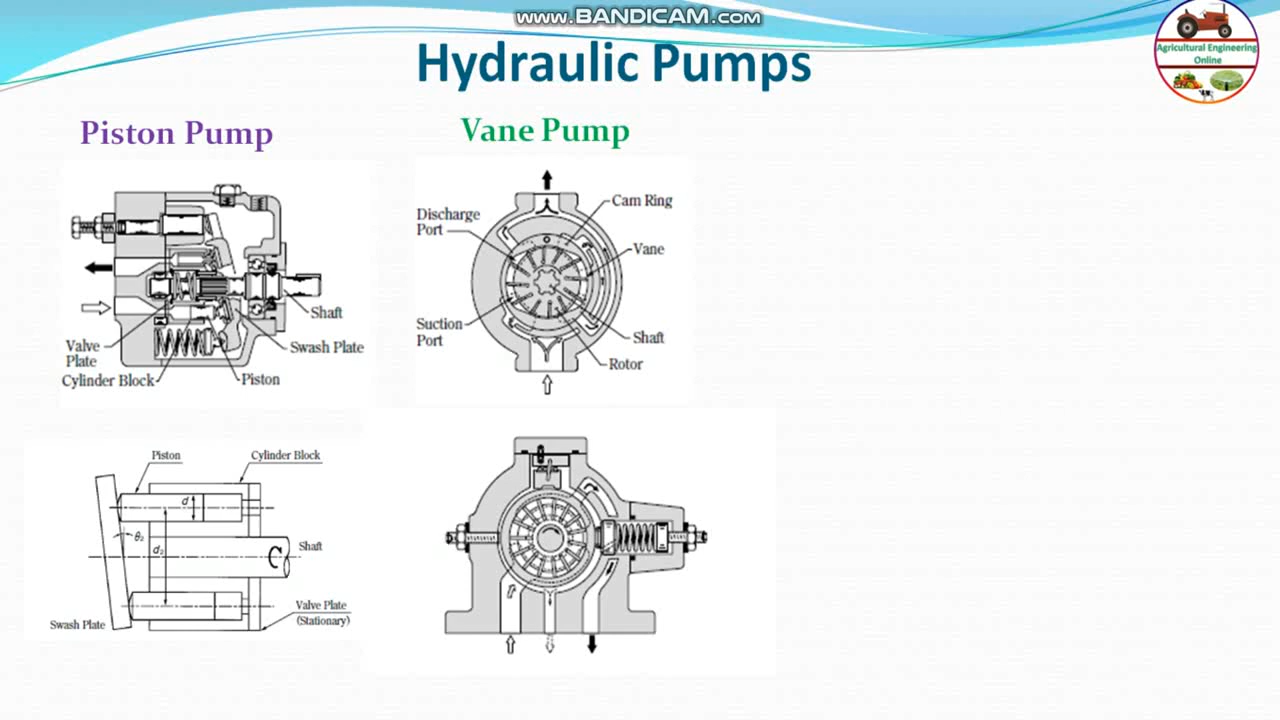 www.BANDICAM.com
Hydraulic Pumps
Agricultural Engineering
Online
Piston Pump
Vane Pump
Shaft
Valve
Plate
Swash Plate
Cylinder Block
Piston
Discharge
Port
Cam Ring
Vane
Suction
Port
Shaft
Rotor
Piston
Cylinder Block
d
θ₂
d₂
Shaft
Valve Plate
(Stationary)
Swash Plate